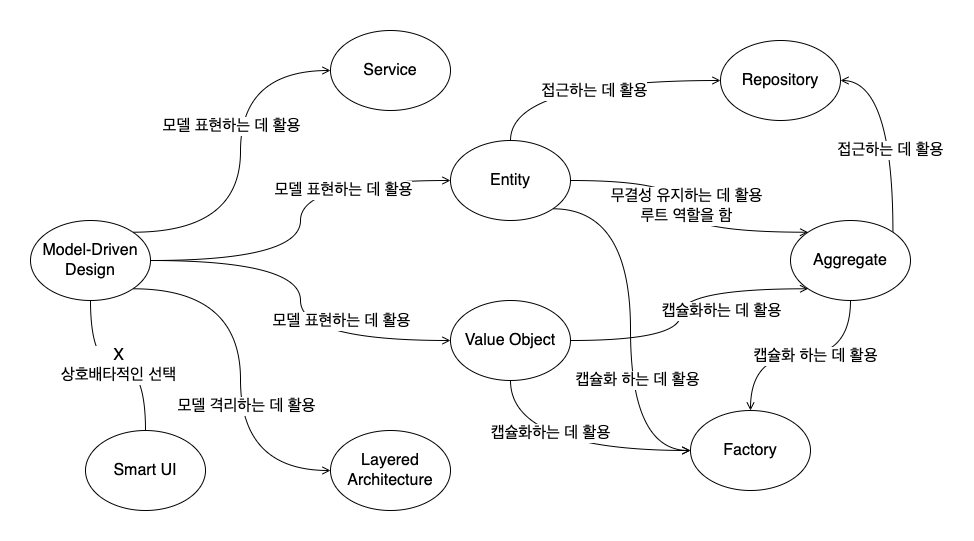 Service
Repository
접근하는 데 활용
모델 표현하는 데 활용
접근하는 데 활용
Entity
모델 표현하는 데 활용
무결성 유지하는 데 활용
루트 역할을 함
Model-Driven
Design
Aggregate
모델 표현하는 데 활용
캡슐화하는 데 활용
Value Object
X
상호배타적인 선택
캡슐화 하는 데 활용
캡슐화 하는 데 활용
모델 격리하는 데 활용
캡슐화하는 데 활용
Smart UI
Layered
Architecture
Factory